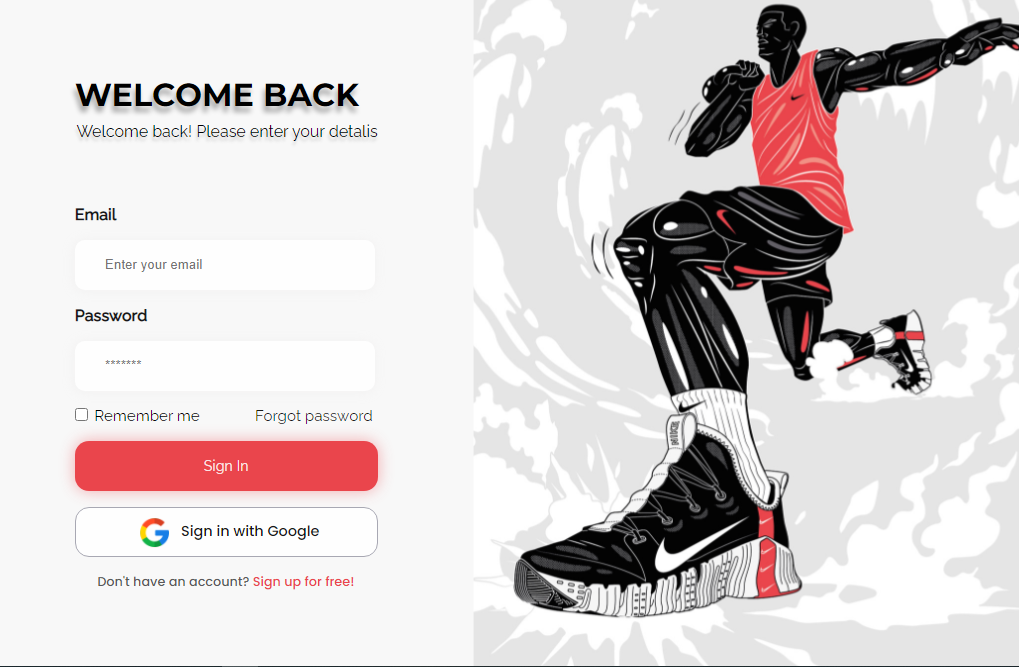 WELCOME BACK
Welcome back! Please enter your detalis
Email
Enter your email
Password
*******
Remember me Forgot password
Sign In
Sign in with Google
Don't have an account? Sign up for free!
NIKE